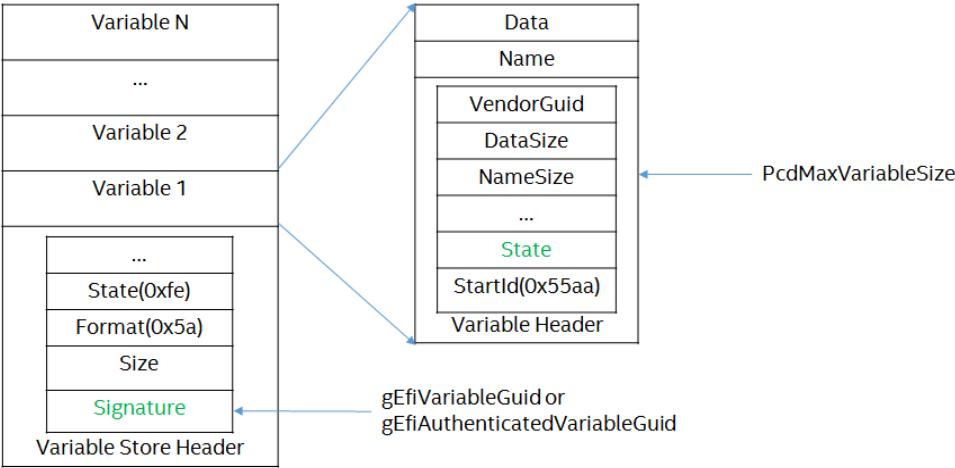 Variable N
...
Variable 2
Variable 1
...
State(0xfe)
Format(0x5a)
Size
Signature
Variable Store Header
Data
Name
VendorGuid
DataSize
NameSize
...
State
StartId(0x55aa)
Variable Header
PcdMaxVariableSize
gEfiVariableGuid or
gEfiAuthenticatedVariableGuid